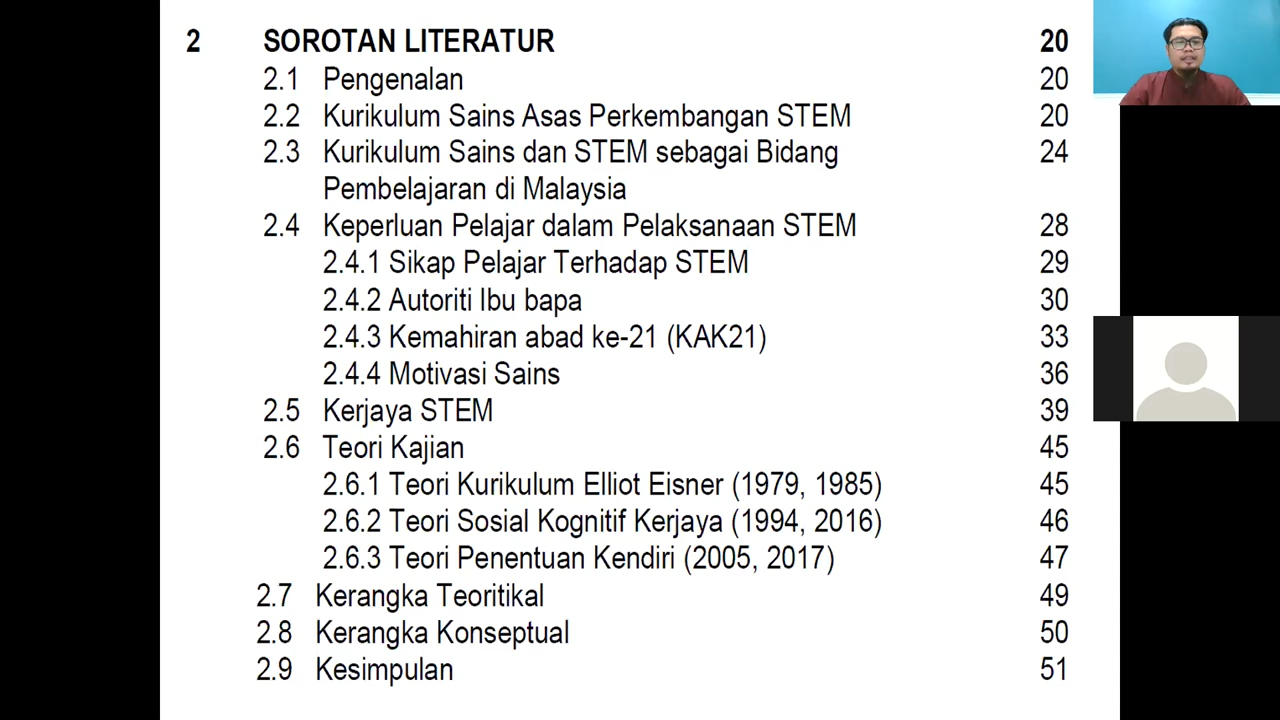 2 SOROTAN LITERATUR 20
2.1 Pengenalan 20
2.2 Kurikulum Sains Asas Perkembangan STEM 20
2.3 Kurikulum Sains dan STEM sebagai Bidang 24
Pembelajaran di Malaysia
2.4 Keperluan Pelajar dalam Pelaksanaan STEM 28
2.4.1 Sikap Pelajar Terhadap STEM 29
2.4.2 Autoriti Ibu bapa 30
2.4.3 Kemahiran abad ke-21 (KAK21) 33
2.4.4 Motivasi Sains 36
2.5 Kerjaya STEM 39
2.6 Teori Kajian 45
2.6.1 Teori Kurikulum Elliot Eisner (1979, 1985) 45
2.6.2 Teori Sosial Kognitif Kerjaya (1994, 2016) 46
2.6.3 Teori Penentuan Kendiri (2005, 2017) 47
2.7 Kerangka Teoritikal 49
2.8 Kerangka Konseptual 50
2.9 Kesimpulan 51